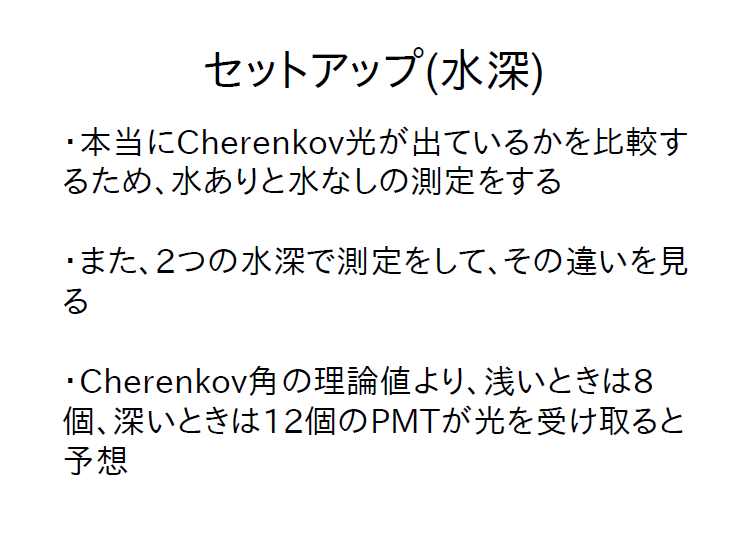 セットアップ(水深)
・本当にCherenkov光が出ているかを比較す
るため、水ありと水なしの測定をする
・また、2つの水深で測定をして、その違いを見
る
・Cherenkov角の理論値より、浅いときは8
個、深いときは12個のPMTが光を受け取ると
予想